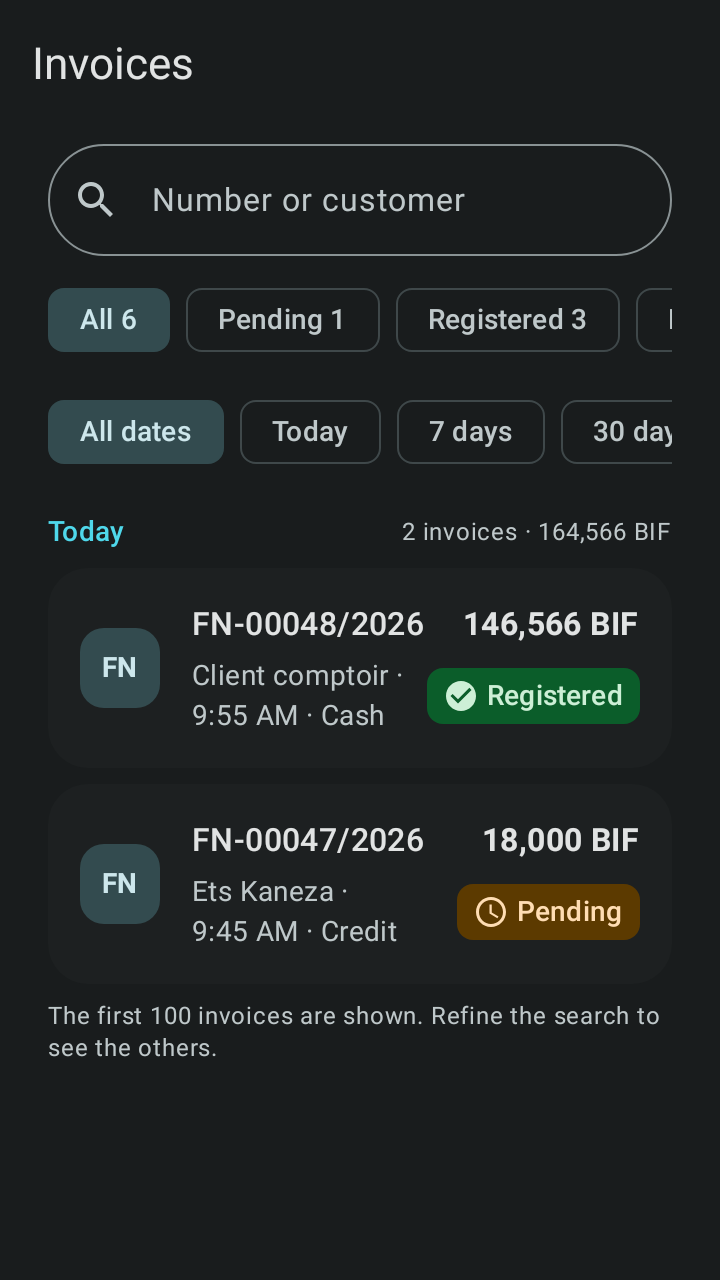 Invoices
Number or customer
All 6
Pending 1
Registered 3
All dates
Today
7 days
30 day
Today
2 invoices · 164,566 BIF
FN
FN-00048/2026
146,566 BIF
Client comptoir ·
9:55 AM · Cash
Registered
FN
FN-00047/2026
18,000 BIF
Ets Kaneza ·
9:45 AM · Credit
Pending
The first 100 invoices are shown. Refine the search to
see the others.